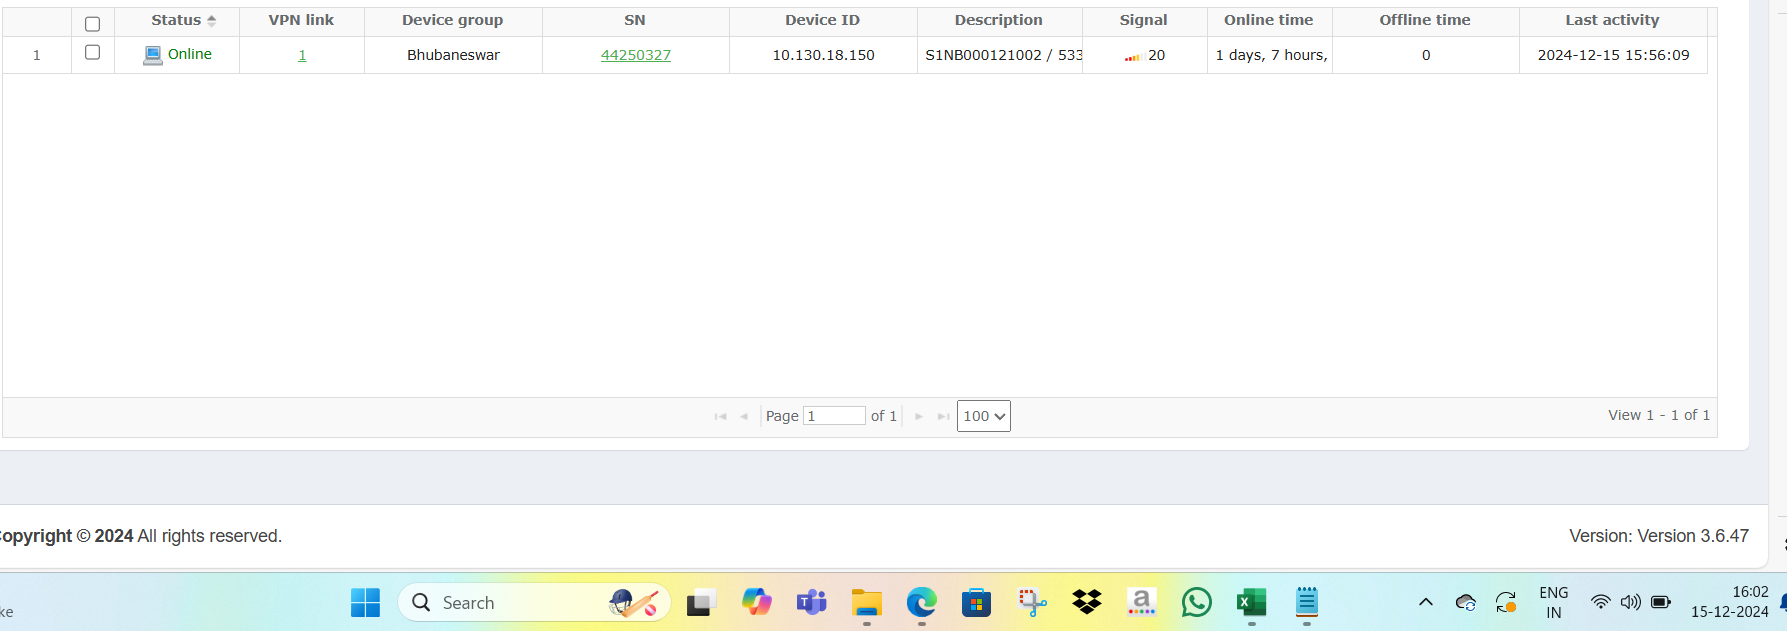 Status VPN link Device group SN Device ID Description Signal Online time Offline time Last activity
1 Online 1 Bhubaneswar 44250327 10.130.18.150 S1NB000121002 / 533 20 1 days, 7 hours, 0 2024-12-15 15:56:09
Page 1 of 1 100 View 1 - 1 of 1
opyright © 2024 All rights reserved. Version: Version 3.6.47
ke Search ENG 16:02
IN 15-12-2024